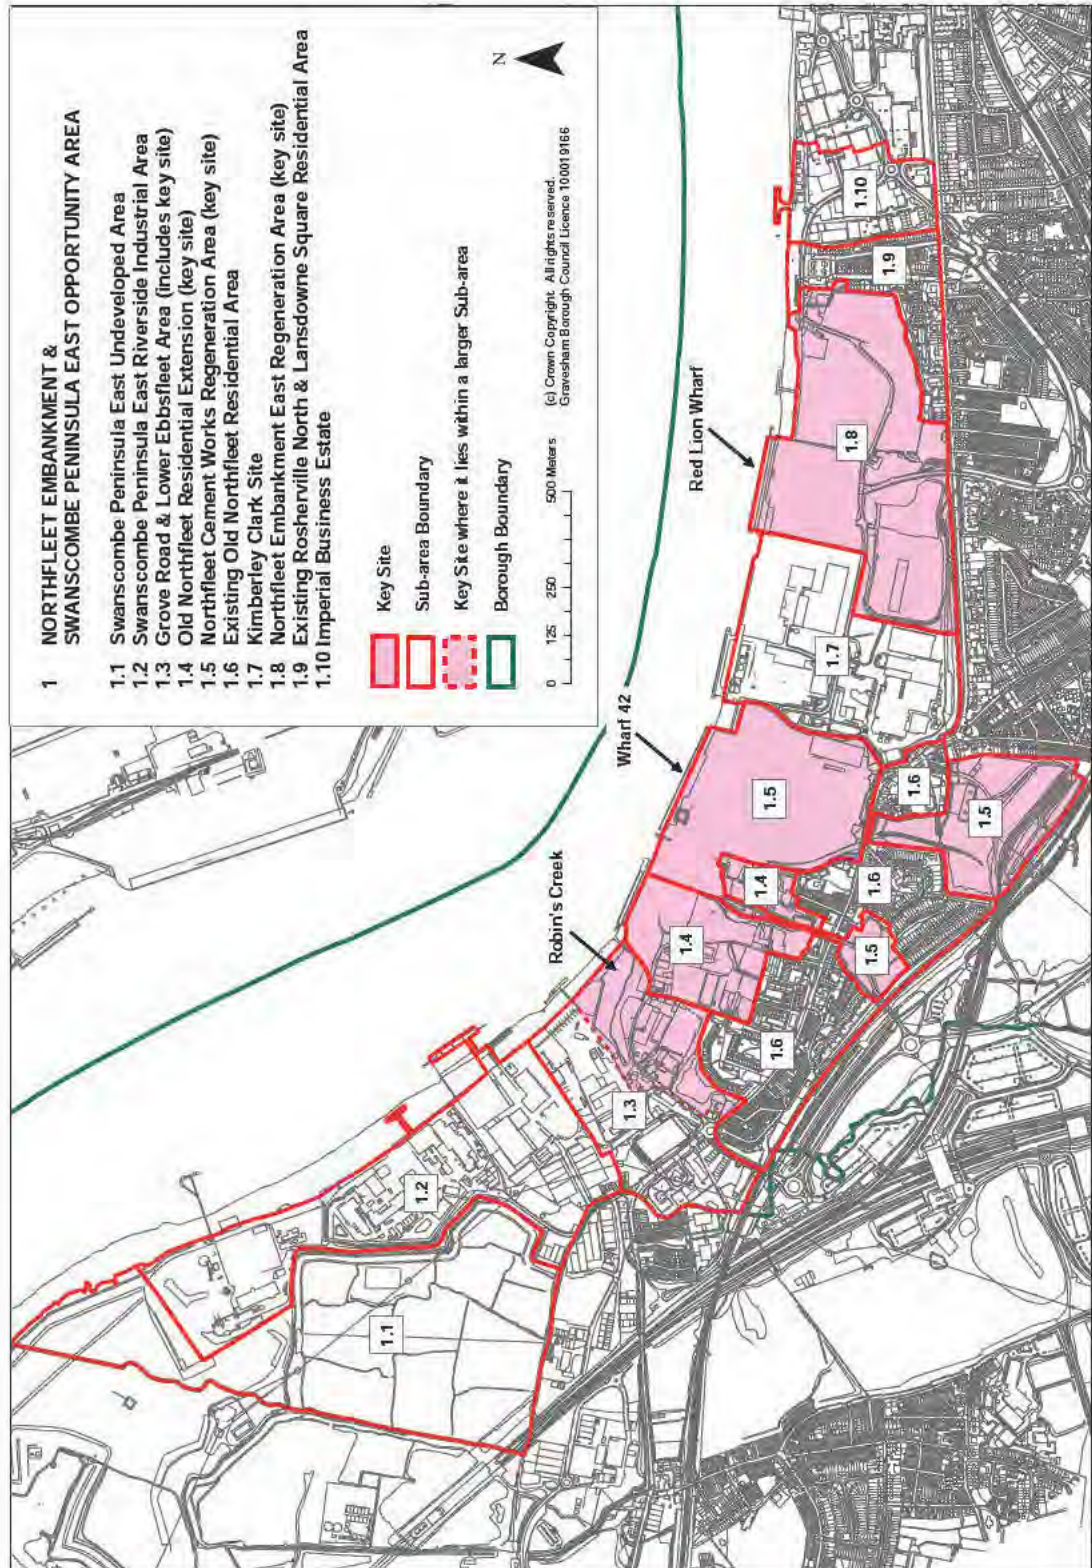 1 NORTHFLEET EMBANKMENT &
SWANSCOMBE PENINSULA EAST OPPORTUNITY AREA
1.1 Swanscombe Peninsula East Undeveloped Area
1.2 Swanscombe Peninsula East Riverside Industrial Area
1.3 Grove Road & Lower Ebbsfleet Area (includes key site)
1.4 Old Northfleet Residential Extension (key site)
1.5 Northfleet Cement Works Regeneration Area (key site)
1.6 Existing Old Northfleet Residential Area
1.7 Kimberley Clark Site
1.8 Northfleet Embankment East Regeneration Area (key site)
1.9 Existing Rosherville North & Lansdowne Square Residential Area
1.10 Imperial Business Estate
Key Site
Sub-area Boundary
Key Site where it lies within a larger Sub-area
Borough Boundary
0 125 250 500 Meters
(c) Crown Copyright. All rights reserved.
Gravesham Borough Council Licence 100019166
N
Robin's Creek
Wharf 42
Red Lion Wharf
1.1
1.2
1.3
1.4
1.4
1.5
1.5
1.5
1.6
1.6
1.6
1.7
1.8
1.9
1.10